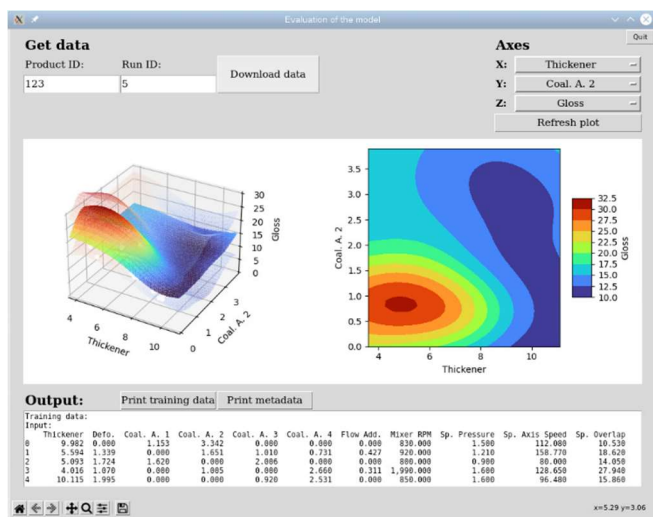 Evaluation of the model
Quit
Get data
Product ID: Run ID:
123 5
Download data
Axes
X: Thickener
Y: Coal. A. 2
Z: Gloss
Refresh plot
30
25
20
15
10
5
0
Gloss
4 6 8 10
Thickener
0 1 2 3
Coal. A. 2
3.5
3.0
2.5
2.0
1.5
1.0
0.5
0.0
Coal. A. 2
4 6 8 10
Thickener
32.5
30.0
27.5
25.0
22.5
20.0
17.5
15.0
12.5
10.0
Gloss
Output: Print training data Print metadata
Training data:
Input:
Thickener Defo. Coal. A. 1 Coal. A. 2 Coal. A. 3 Coal. A. 4 Flow Add. Mixer RPM Sp. Pressure Sp. Axis Speed Sp. Overlap
0 9.982 0.000 1.153 3.342 0.000 0.000 0.000 830.000 1.500 112.080 10.530
1 5.594 1.339 0.000 1.651 1.010 0.731 0.427 920.000 1.210 158.770 18.620
2 5.093 1.724 1.620 0.000 2.006 0.000 0.000 800.000 0.900 80.000 14.050
3 4.016 1.070 0.000 1.005 0.000 2.660 0.311 1,990.000 1.600 128.650 27.940
4 10.115 1.995 0.000 0.000 0.920 2.531 0.000 850.000 1.600 96.480 15.860
x=5.29 y=3.06